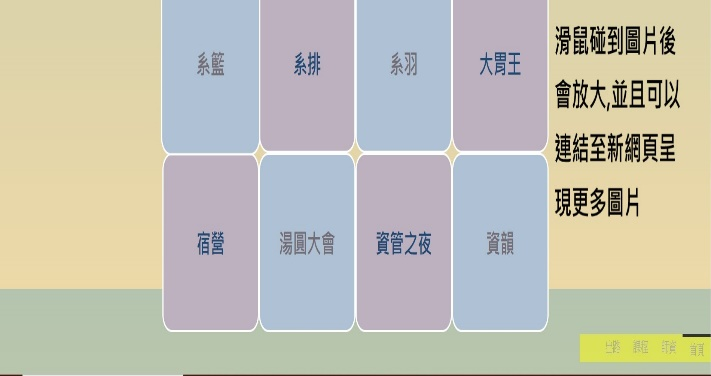 系籃
系排
系羽
大胃王
滑鼠碰到圖片後
會放大,並且可以
連結至新網頁呈
現更多圖片
宿營
湯圓大會
資管之夜
資韻